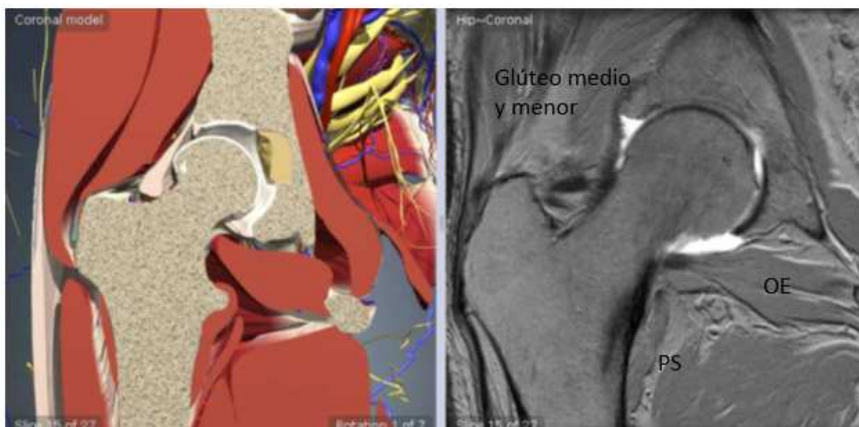 Coronal model
Hip-Coronal
Glúteo medio
y menor
OE
PS
Slice 15 of 27
Rotation 1 of 7
Slice 15 of 27